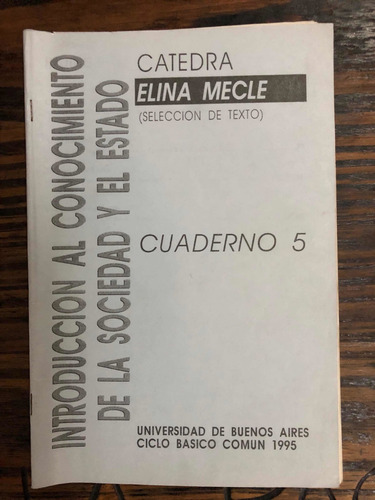 INTRODUCCION AL CONOCIMIENTO
DE LA SOCIEDAD Y EL ESTADO
CATEDRA
ELINA MECLE
(SELECCION DE TEXTO)
CUADERNO 5
UNIVERSIDAD DE BUENOS AIRES
CICLO BASICO COMUN 1995